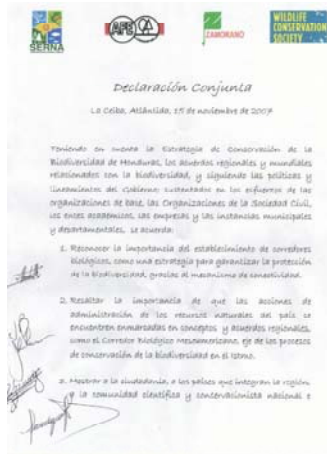 SERNA
AFE
ZAMORANO
WILDLIFE
CONSERVATION
SOCIETY
Declaración Conjunta
La Ceiba, Atlántida, 15 de noviembre de 2007
Teniendo en cuenta la Estrategia de Conservación de la
Biodiversidad de Honduras, los acuerdos regionales y mundiales
relacionados con la biodiversidad, y siguiendo las políticas y
lineamientos del Gobierno; sustentados en los esfuerzos de las
organizaciones de base, las Organizaciones de la Sociedad Civil,
los entes académicos, las empresas y las instancias municipales
y departamentales, se acuerda:
1. Reconocer la importancia del establecimiento de corredores
biológicos, como una estrategia para garantizar la protección
de la biodiversidad, gracias al mecanismo de conectividad.
2. Resaltar la importancia de que las acciones de
administración de los recursos naturales del país se
encuentren enmarcadas en conceptos y acuerdos regionales,
como el Corredor Biológico Mesoamericano, eje de los procesos
de conservación de la biodiversidad en el Istmo.
3. Mostrar a la ciudadanía, a los países que integran la región,
y la comunidad científica y conservacionista nacional e